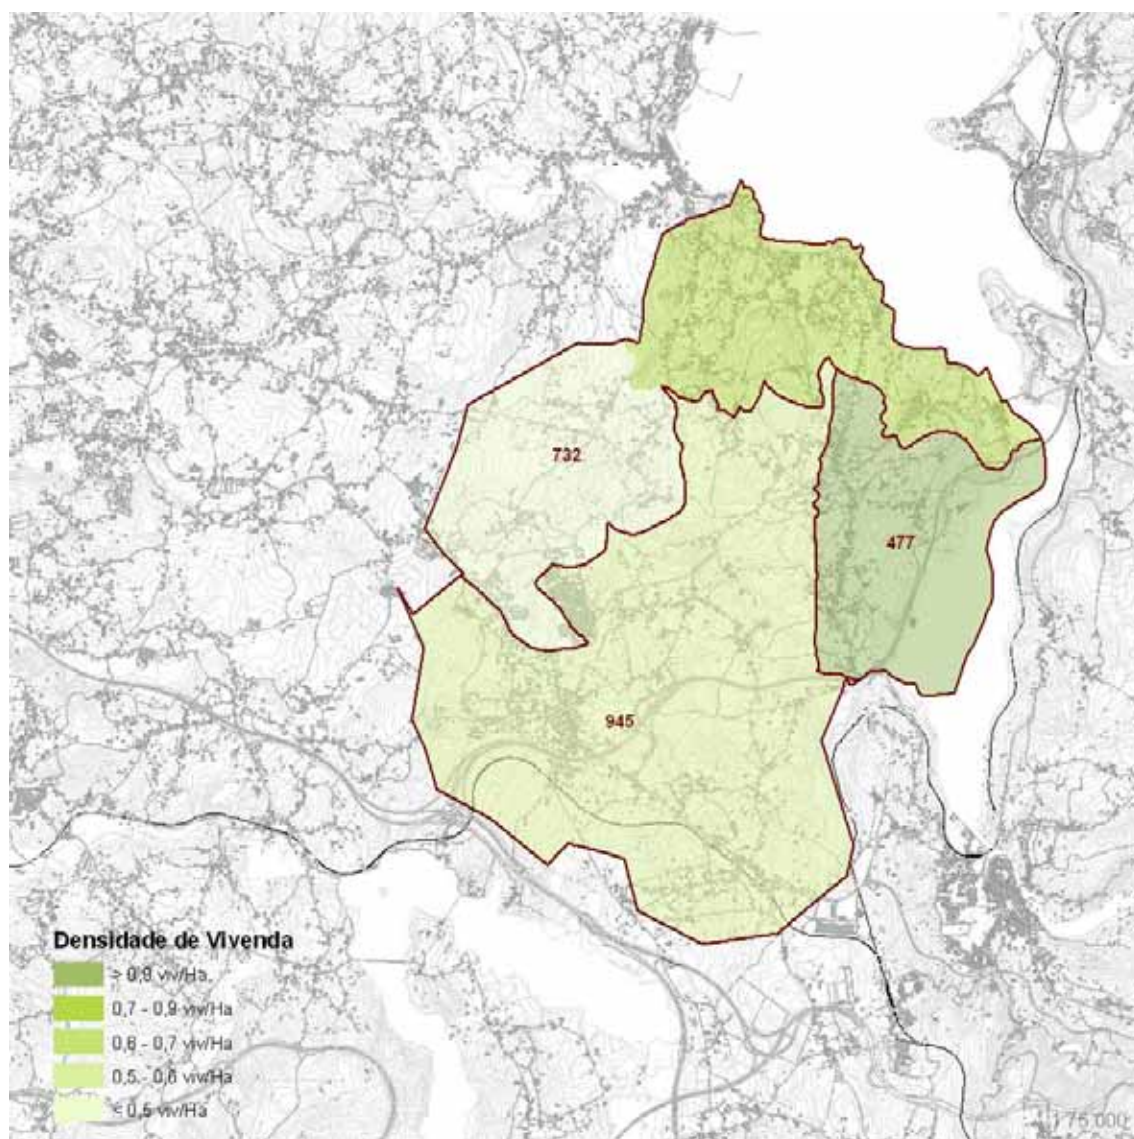 732
477
945
Densidade de Vivenda
> 0,9 viv/Ha
0,7 - 0,9 viv/Ha
0,6 - 0,7 viv/Ha
0,5 - 0,6 viv/Ha
< 0,5 viv/Ha
1:75.000